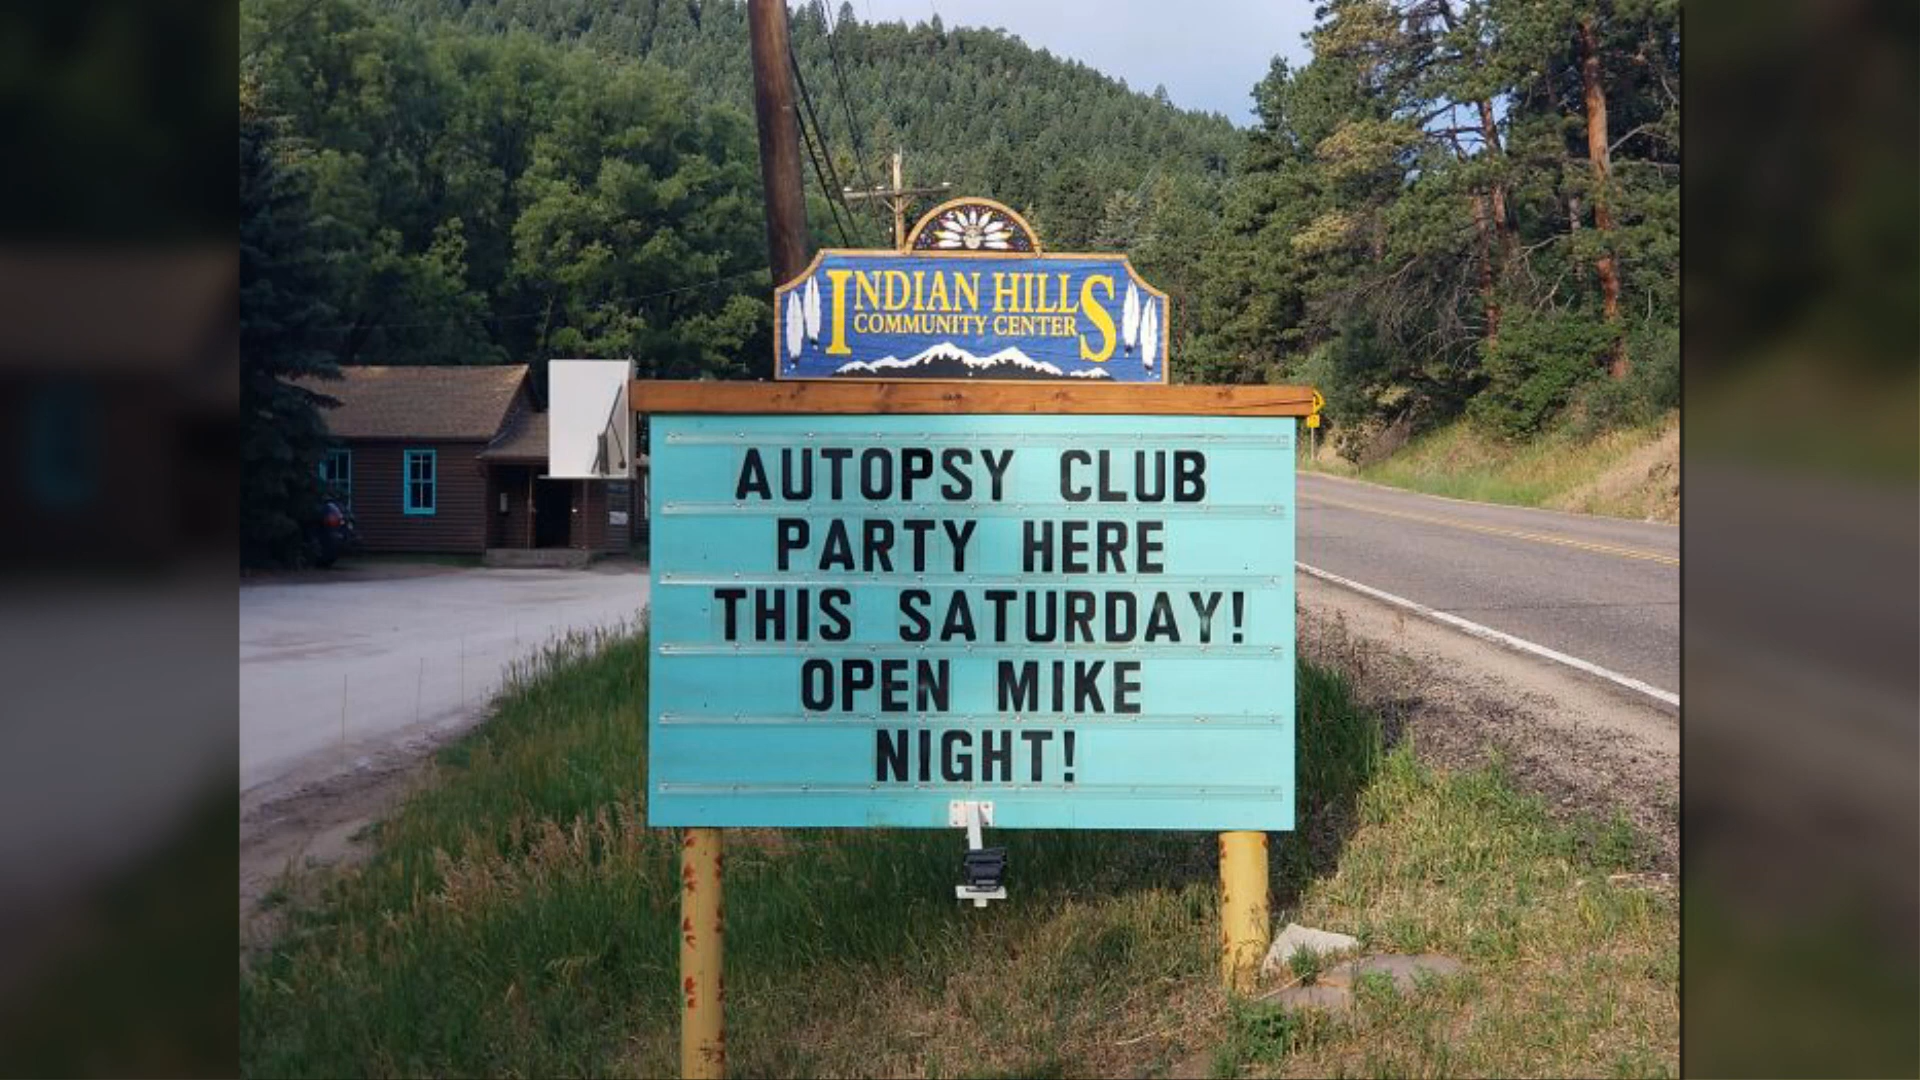 INDIAN HILLS
COMMUNITY CENTER
AUTOPSY CLUB
PARTY HERE
THIS SATURDAY!
OPEN MIKE
NIGHT!